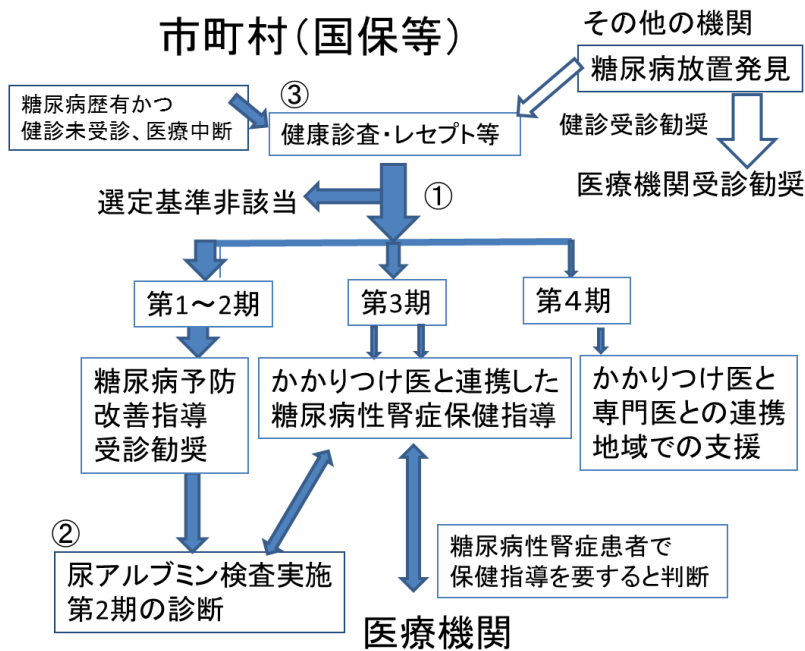 市町村（国保等）
その他の機関
糖尿病放置発見
糖尿病歴有かつ
健診未受診、医療中断
③
健康診査・レセプト等
健診受診勧奨
医療機関受診勧奨
選定基準非該当
①
第1～2期
第3期
第４期
糖尿病予防
改善指導
受診勧奨
かかりつけ医と連携した
糖尿病性腎症保健指導
かかりつけ医と
専門医との連携
地域での支援
②
尿アルブミン検査実施
第2期の診断
糖尿病性腎症患者で
保健指導を要すると判断
医療機関